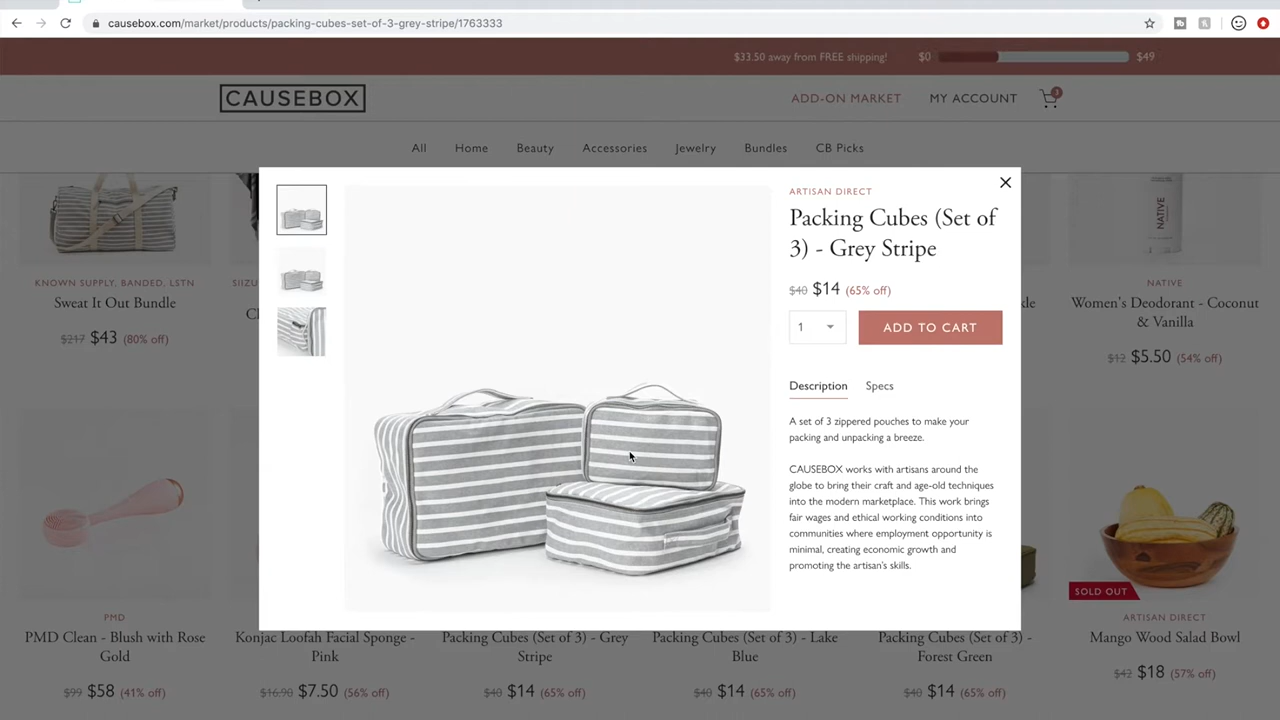 causebox.com/market/products/packing-cubes-set-of-3-grey-stripe/1763333
$33.50 away from FREE shipping!
$0
$49
CAUSEBOX
ADD-ON MARKET
MY ACCOUNT
3
All
Home
Beauty
Accessories
Jewelry
Bundles
CB Picks
ARTISAN DIRECT
Packing Cubes (Set of
3) - Grey Stripe
$40 $14 (65% off)
1
ADD TO CART
Description
Specs
A set of 3 zippered pouches to make your
packing and unpacking a breeze.
CAUSEBOX works with artisans around the
globe to bring their craft and age-old techniques
into the modern marketplace. This work brings
fair wages and ethical working conditions into
communities where employment opportunity is
minimal, creating economic growth and
promoting the artisan's skills.
KNOWN SUPPLY, BANDED, LSTN
Sweat It Out Bundle
$217 $43 (80% off)
NATIVE
NATIVE
Women's Deodorant - Coconut
& Vanilla
$12 $5.50 (54% off)
PMD
PMD Clean - Blush with Rose
Gold
$99 $58 (41% off)
Konjac Loofah Facial Sponge -
Pink
$16.90 $7.50 (56% off)
Packing Cubes (Set of 3) - Grey
Stripe
$40 $14 (65% off)
Packing Cubes (Set of 3) - Lake
Blue
$40 $14 (65% off)
Packing Cubes (Set of 3) -
Forest Green
$40 $14 (65% off)
SOLD OUT
ARTISAN DIRECT
Mango Wood Salad Bowl
$42 $18 (57% off)